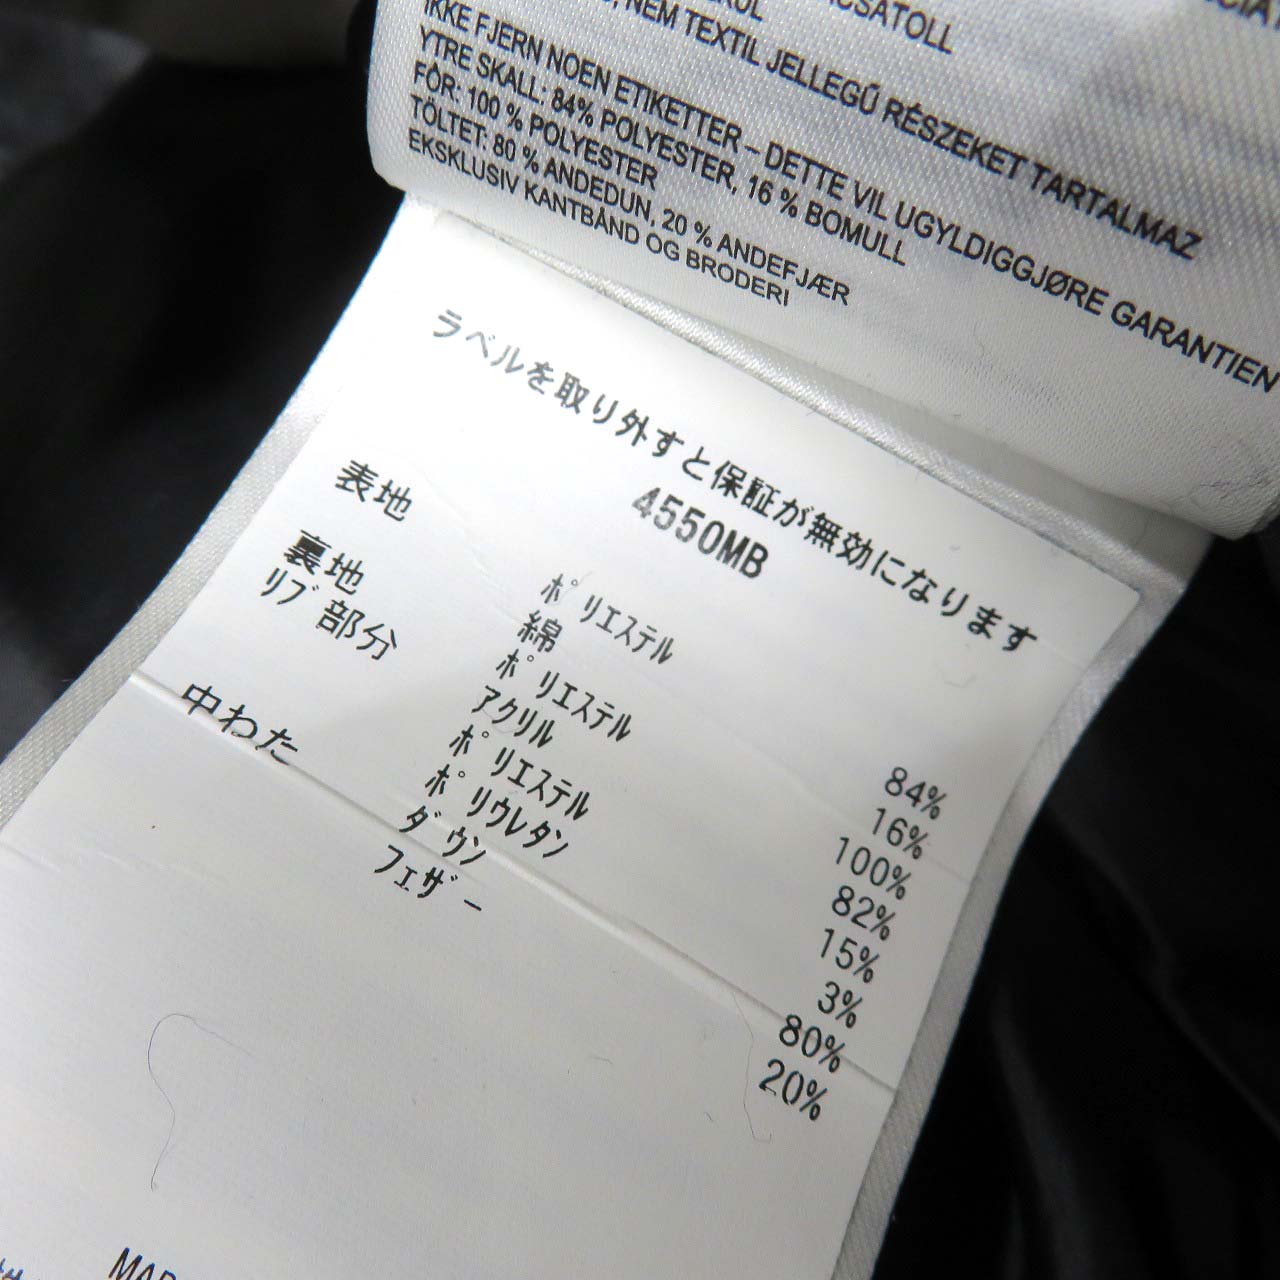 CSATOLL
NEM TEXTIL JELLEGŰ RÉSZEKET TARTALMAZ
IKKE FJERN NOEN ETIKETTER – DETTE VIL UGYLDIGGJØRE GARANTIEN
YTRE SKALL: 84% POLYESTER, 16 % BOMULL
FÔR: 100 % POLYESTER
TÖLTET: 80 % ANDEDUN, 20 % ANDEFJÆR
EKSKLUSIV KANTBÅND OG BRODERI
ラベルを取り外すと保証が無効になります
4550MB
表地 ポリエステル 84%
綿 16%
裏地 ポリエステル 100%
リブ部分 アクリル 82%
ポリエステル 15%
ポリウレタン 3%
中わた ダウン 80%
フェザー 20%